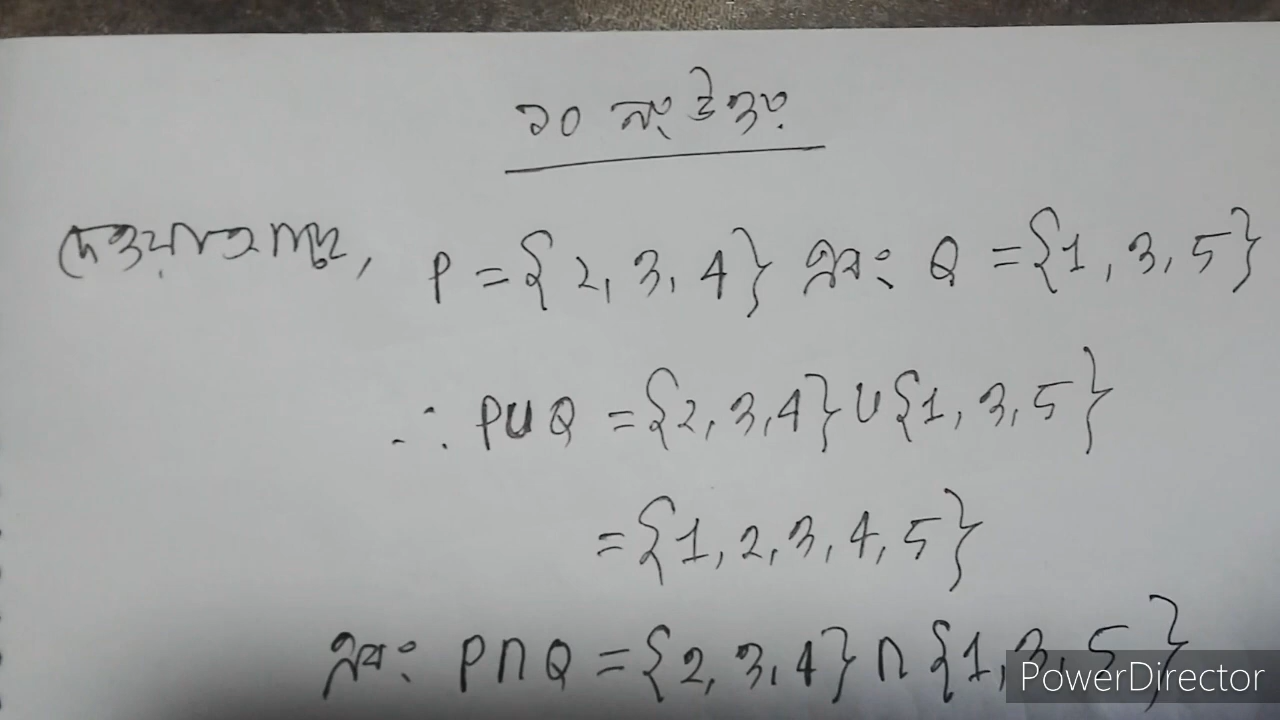 ১০ নং উত্তর
দেওয়া আছে, P = {2, 3, 4} এবং Q = {1, 3, 5}
∴ P∪Q = {2, 3, 4} ∪ {1, 3, 5}
= {1, 2, 3, 4, 5}
এবং P∩Q = {2, 3, 4} ∩ {1, 3, 5}
PowerDirector